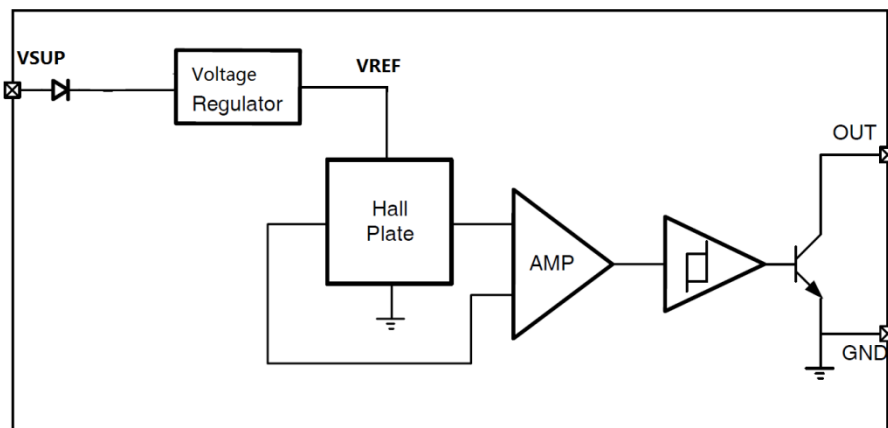 VSUP
Voltage
Regulator
VREF
OUT
Hall
Plate
AMP
GND